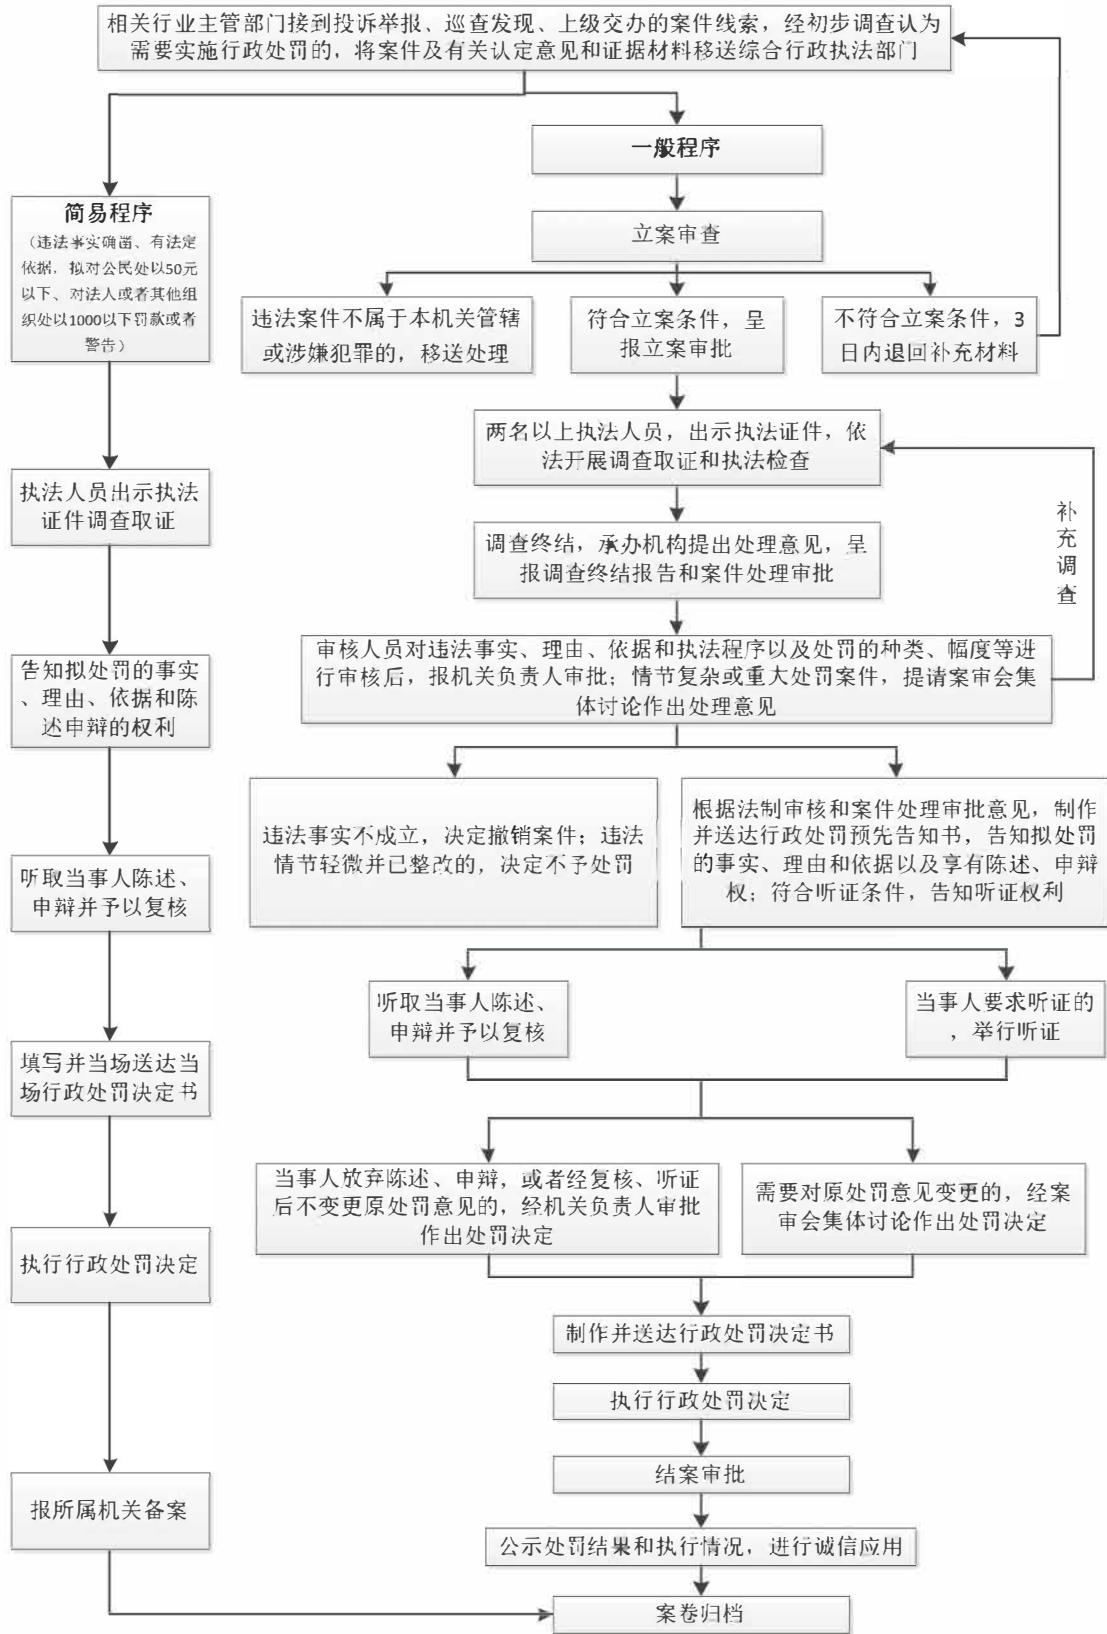 相关行业主管部门接到投诉举报、巡查发现、上级交办的案件线索，经初步调查认为
需要实施行政处罚的，将案件及有关认定意见和证据材料移送综合行政执法部门
简易程序
（违法事实确凿、有法定
依据，拟对公民处以50元
以下、对法人或者其他组
织处以1000以下罚款或者
警告）
执法人员出示执法
证件调查取证
告知拟处罚的事实
、理由、依据和陈
述申辩的权利
听取当事人陈述、
申辩并予以复核
填写并当场送达当
场行政处罚决定书
执行行政处罚决定
报所属机关备案
一般程序
立案审查
违法案件不属于本机关管辖
或涉嫌犯罪的，移送处理
符合立案条件，呈
报立案审批
不符合立案条件，3
日内退回补充材料
两名以上执法人员，出示执法证件，依
法开展调查取证和执法检查
调查终结，承办机构提出处理意见，呈
报调查终结报告和案件处理审批
补充调查
审核人员对违法事实、理由、依据和执法程序以及处罚的种类、幅度等进
行审核后，报机关负责人审批；情节复杂或重大处罚案件，提请案审会集
体讨论作出处理意见
违法事实不成立，决定撤销案件；违法
情节轻微并已整改的，决定不予处罚
根据法制审核和案件处理审批意见，制作
并送达行政处罚预先告知书，告知拟处罚
的事实、理由和依据以及享有陈述、申辩
权；符合听证条件，告知听证权利
听取当事人陈述、
申辩并予以复核
当事人要求听证的
，举行听证
当事人放弃陈述、申辩，或者经复核、听证
后不变更原处罚意见的，经机关负责人审批
作出处罚决定
需要对原处罚意见变更的，经案
审会集体讨论作出处罚决定
制作并送达行政处罚决定书
执行行政处罚决定
结案审批
公示处罚结果和执行情况，进行诚信应用
案卷归档